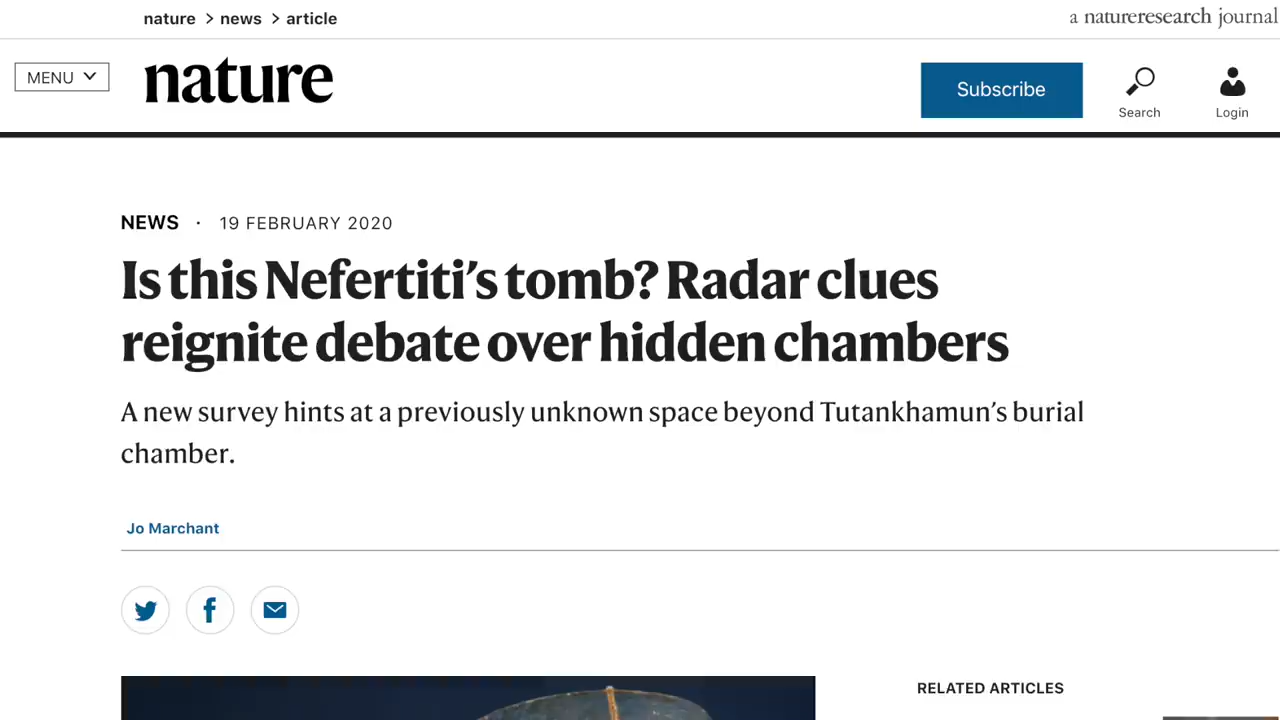 nature > news > article
a natureresearch journal
MENU
nature
Subscribe
Search
Login
NEWS · 19 FEBRUARY 2020
Is this Nefertiti’s tomb? Radar clues
reignite debate over hidden chambers
A new survey hints at a previously unknown space beyond Tutankhamun’s burial
chamber.
Jo Marchant
RELATED ARTICLES